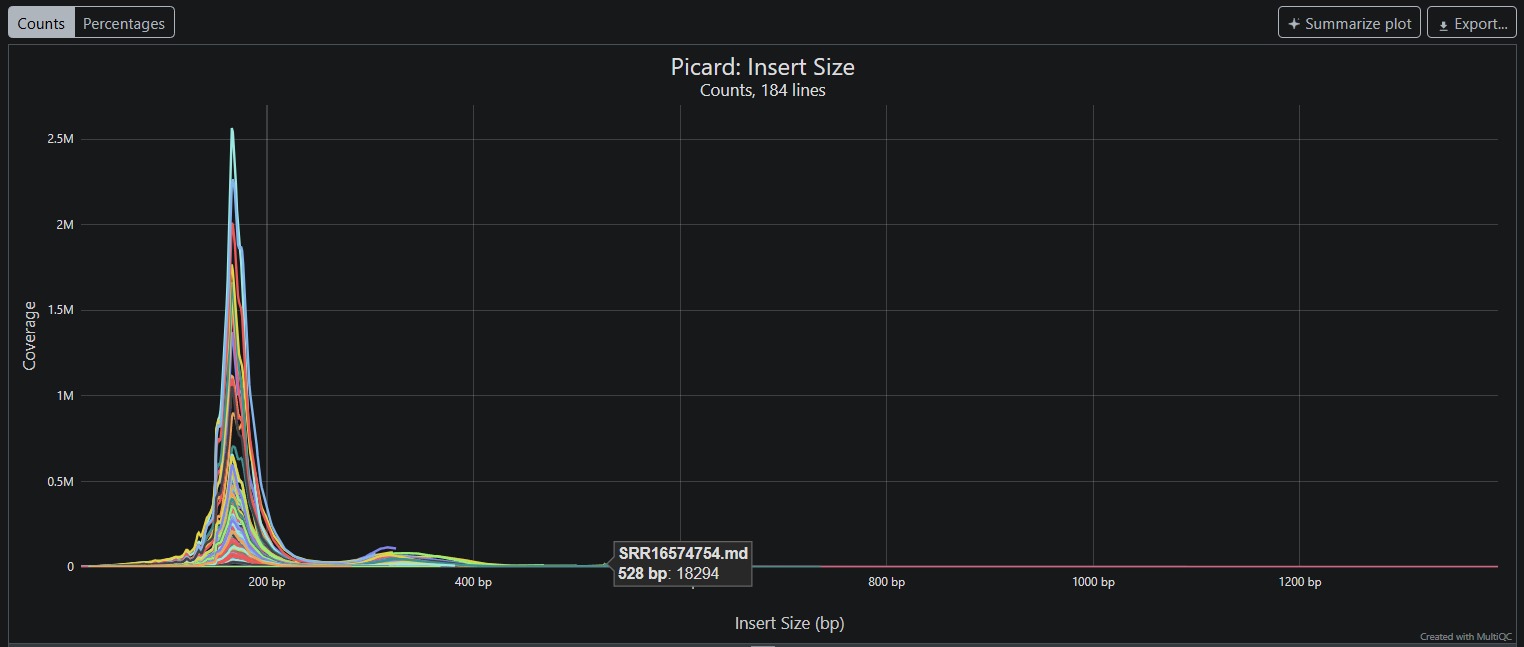 Counts Percentages
Summarize plot Export...
Picard: Insert Size
Counts, 184 lines
2.5M
2M
1.5M
1M
0.5M
0
Coverage
SRR16574754.md
528 bp: 18294
200 bp 400 bp 800 bp 1000 bp 1200 bp
Insert Size (bp)
Created with MultiQC